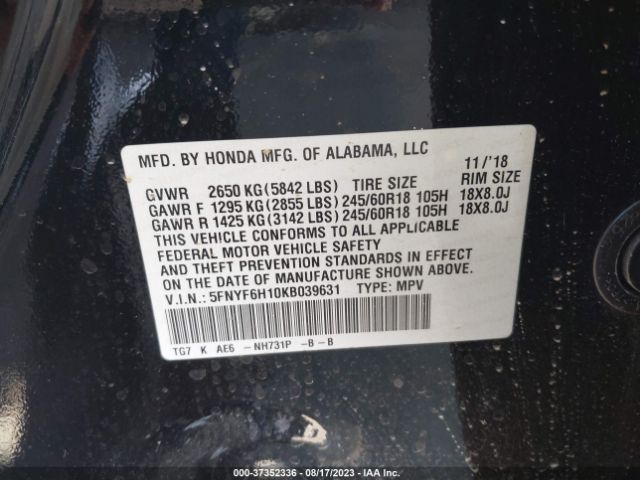 MFD. BY HONDA MFG. OF ALABAMA, LLC 11/'18
GVWR 2650 KG(5842 LBS) TIRE SIZE RIM SIZE
GAWR F 1295 KG(2855 LBS)245/60R18 105H 18X8.0J
GAWR R 1425 KG(3142 LBS)245/60R18 105H 18X8.0J
THIS VEHICLE CONFORMS TO ALL APPLICABLE
FEDERAL MOTOR VEHICLE SAFETY
AND THEFT PREVENTION STANDARDS IN EFFECT
ON THE DATE OF MANUFACTURE SHOWN ABOVE.
V.I.N.: 5FNYF6H10KB039631 TYPE: MPV
TG7 K AE6 -NH731P -B-B
000-37352336 - 08/17/2023 - IAA Inc.